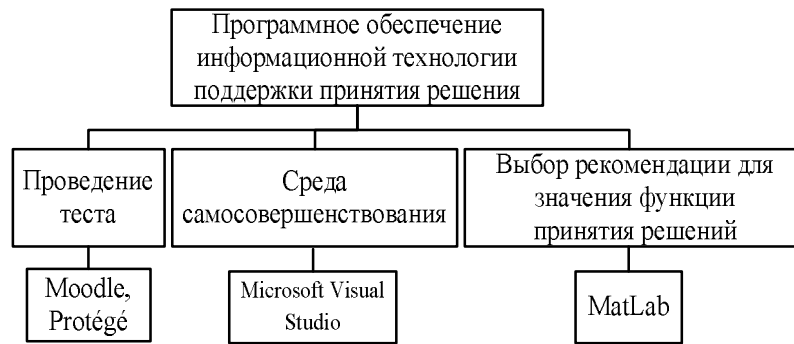 Программное обеспечение
информационной технологии
поддержки принятия решения
Проведение
теста
Среда
самосовершенствования
Выбор рекомендации для
значения функции
принятия решений
Moodle,
Protégé
Microsoft Visual
Studio
MatLab